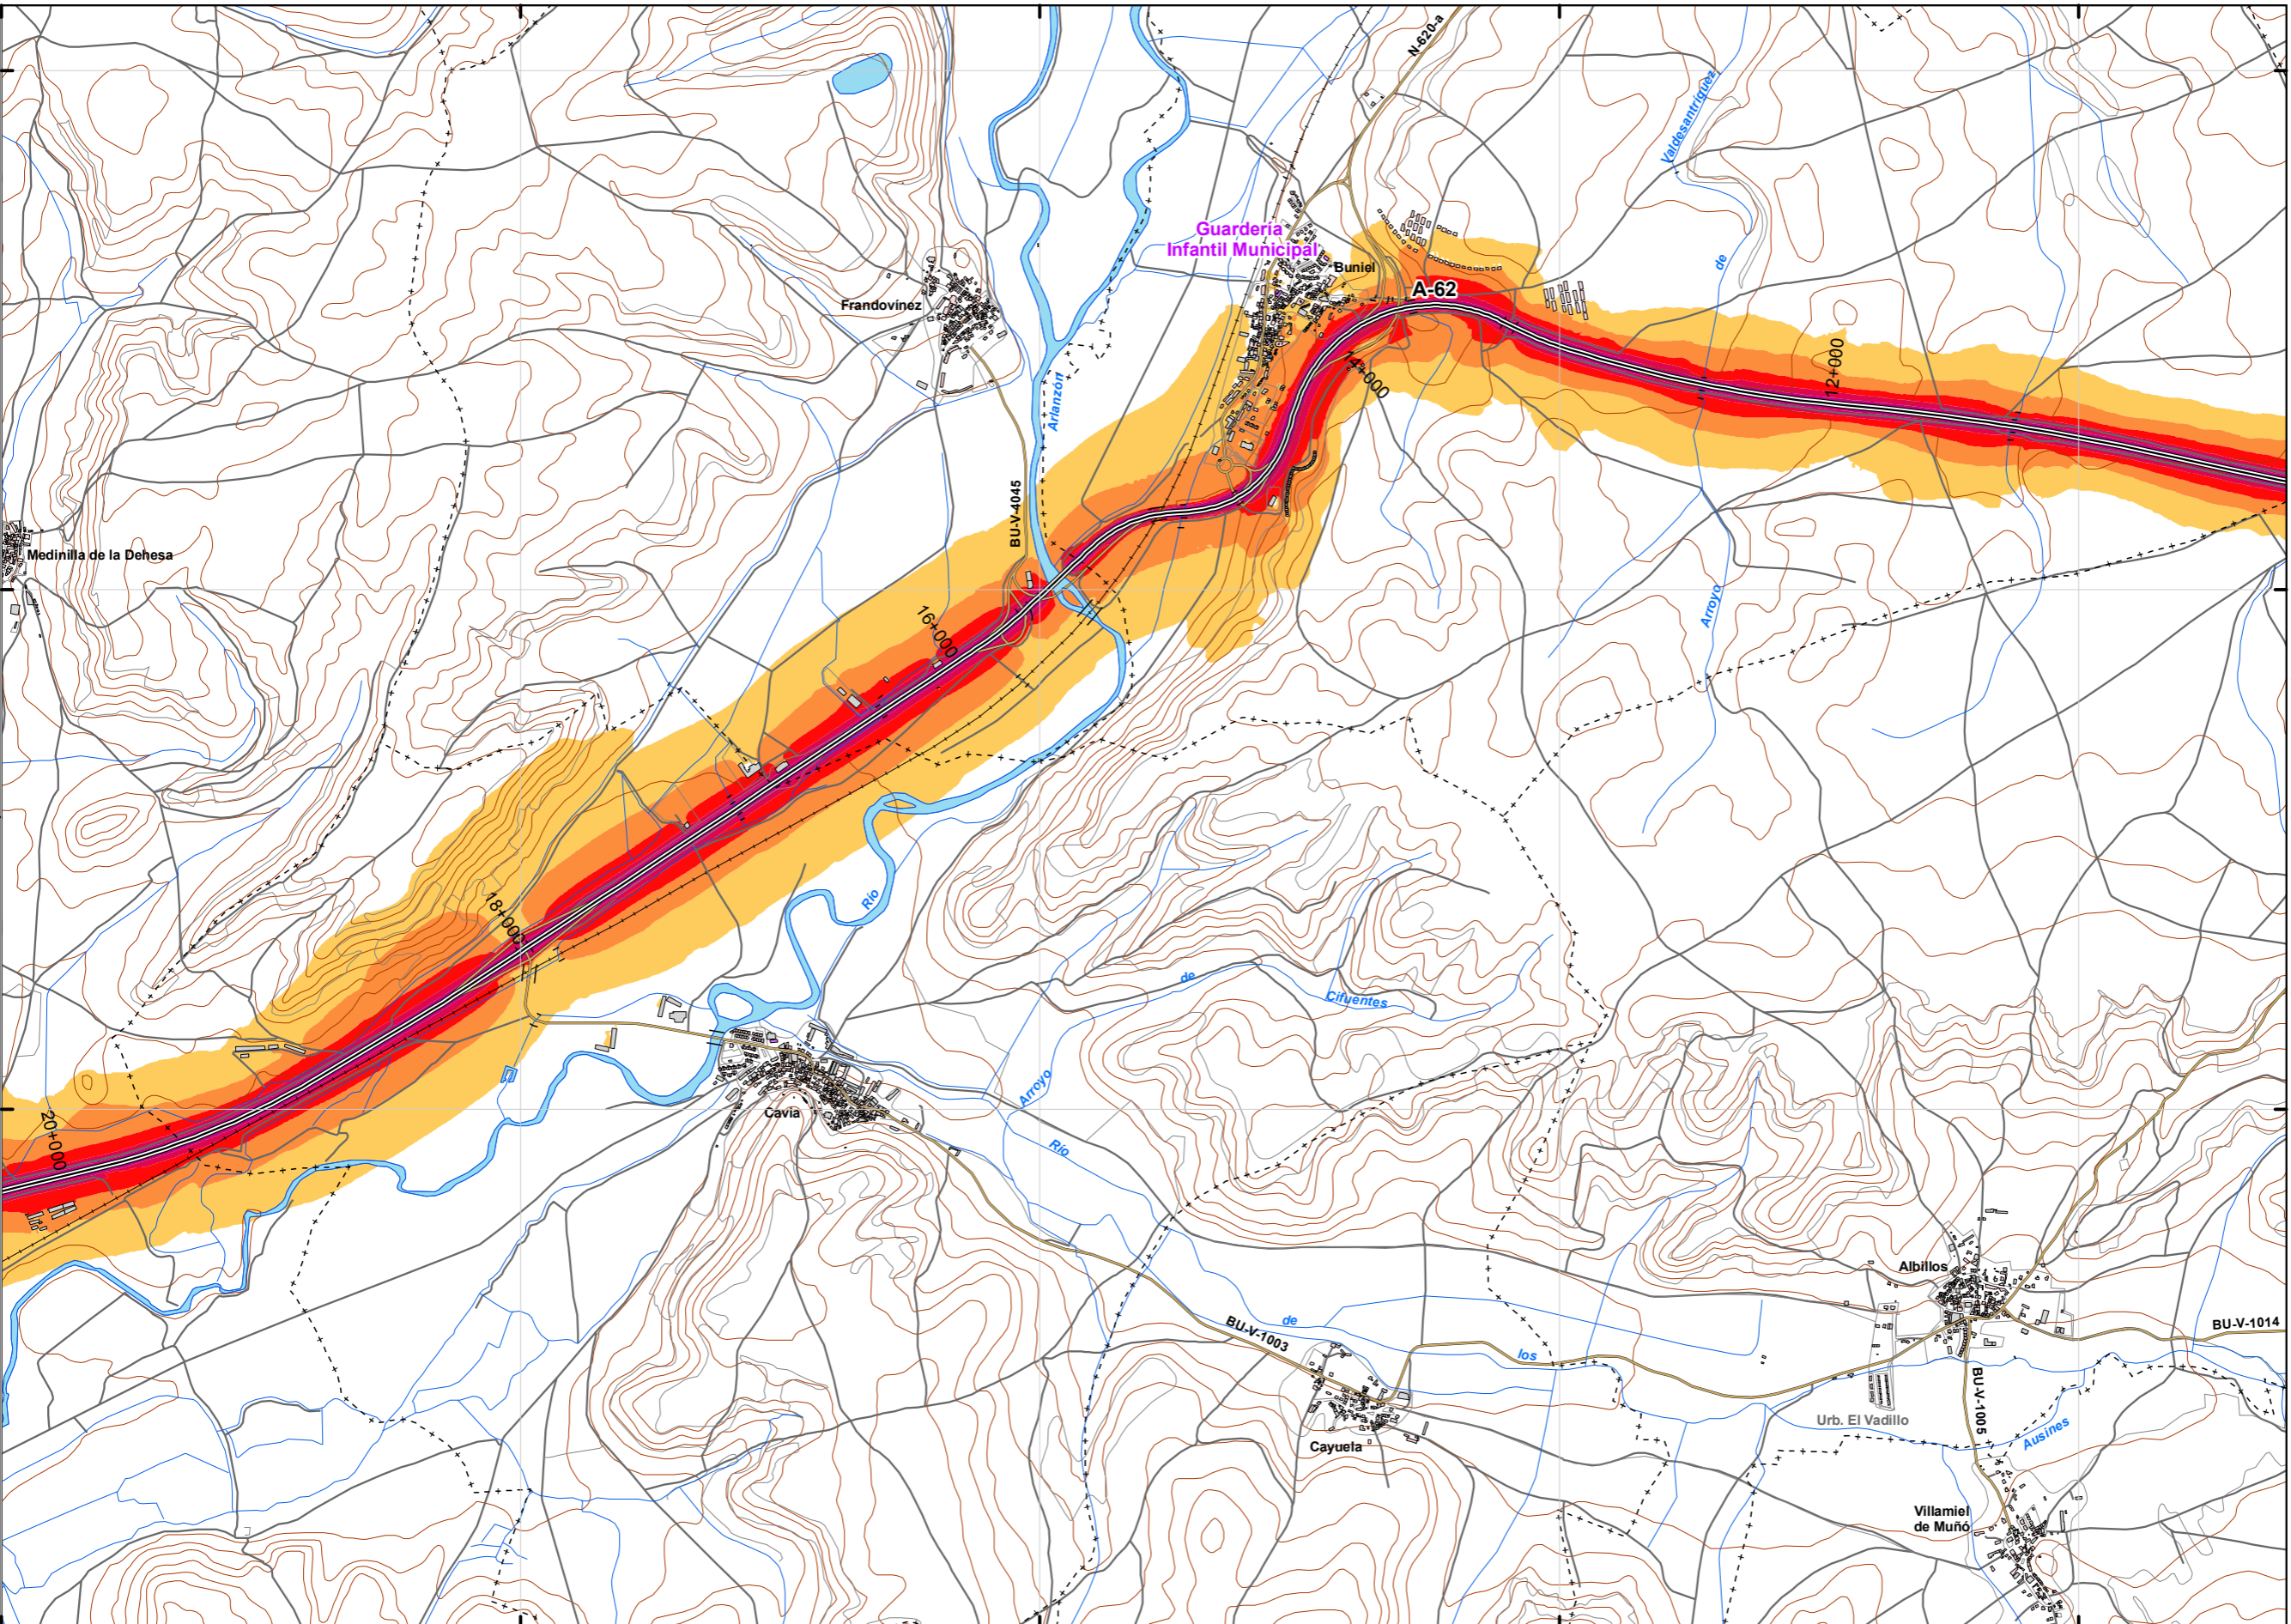 N-620-a
Valdesantríguez
de
Arroyo
Guardería
Infantil Municipal
Buniel
A-62
Frandovínez
14+000
12+000
Arlanzón
BU-V-4045
Medinilla de la Dehesa
16+000
18+000
Río
de
Cifuentes
Arroyo
Cavia
20+000
Río
de
los
Ausines
BU-V-1003
Cayuela
Albillos
BU-V-1014
BU-V-1005
Urb. El Vadillo
Villamiel
de Muñó